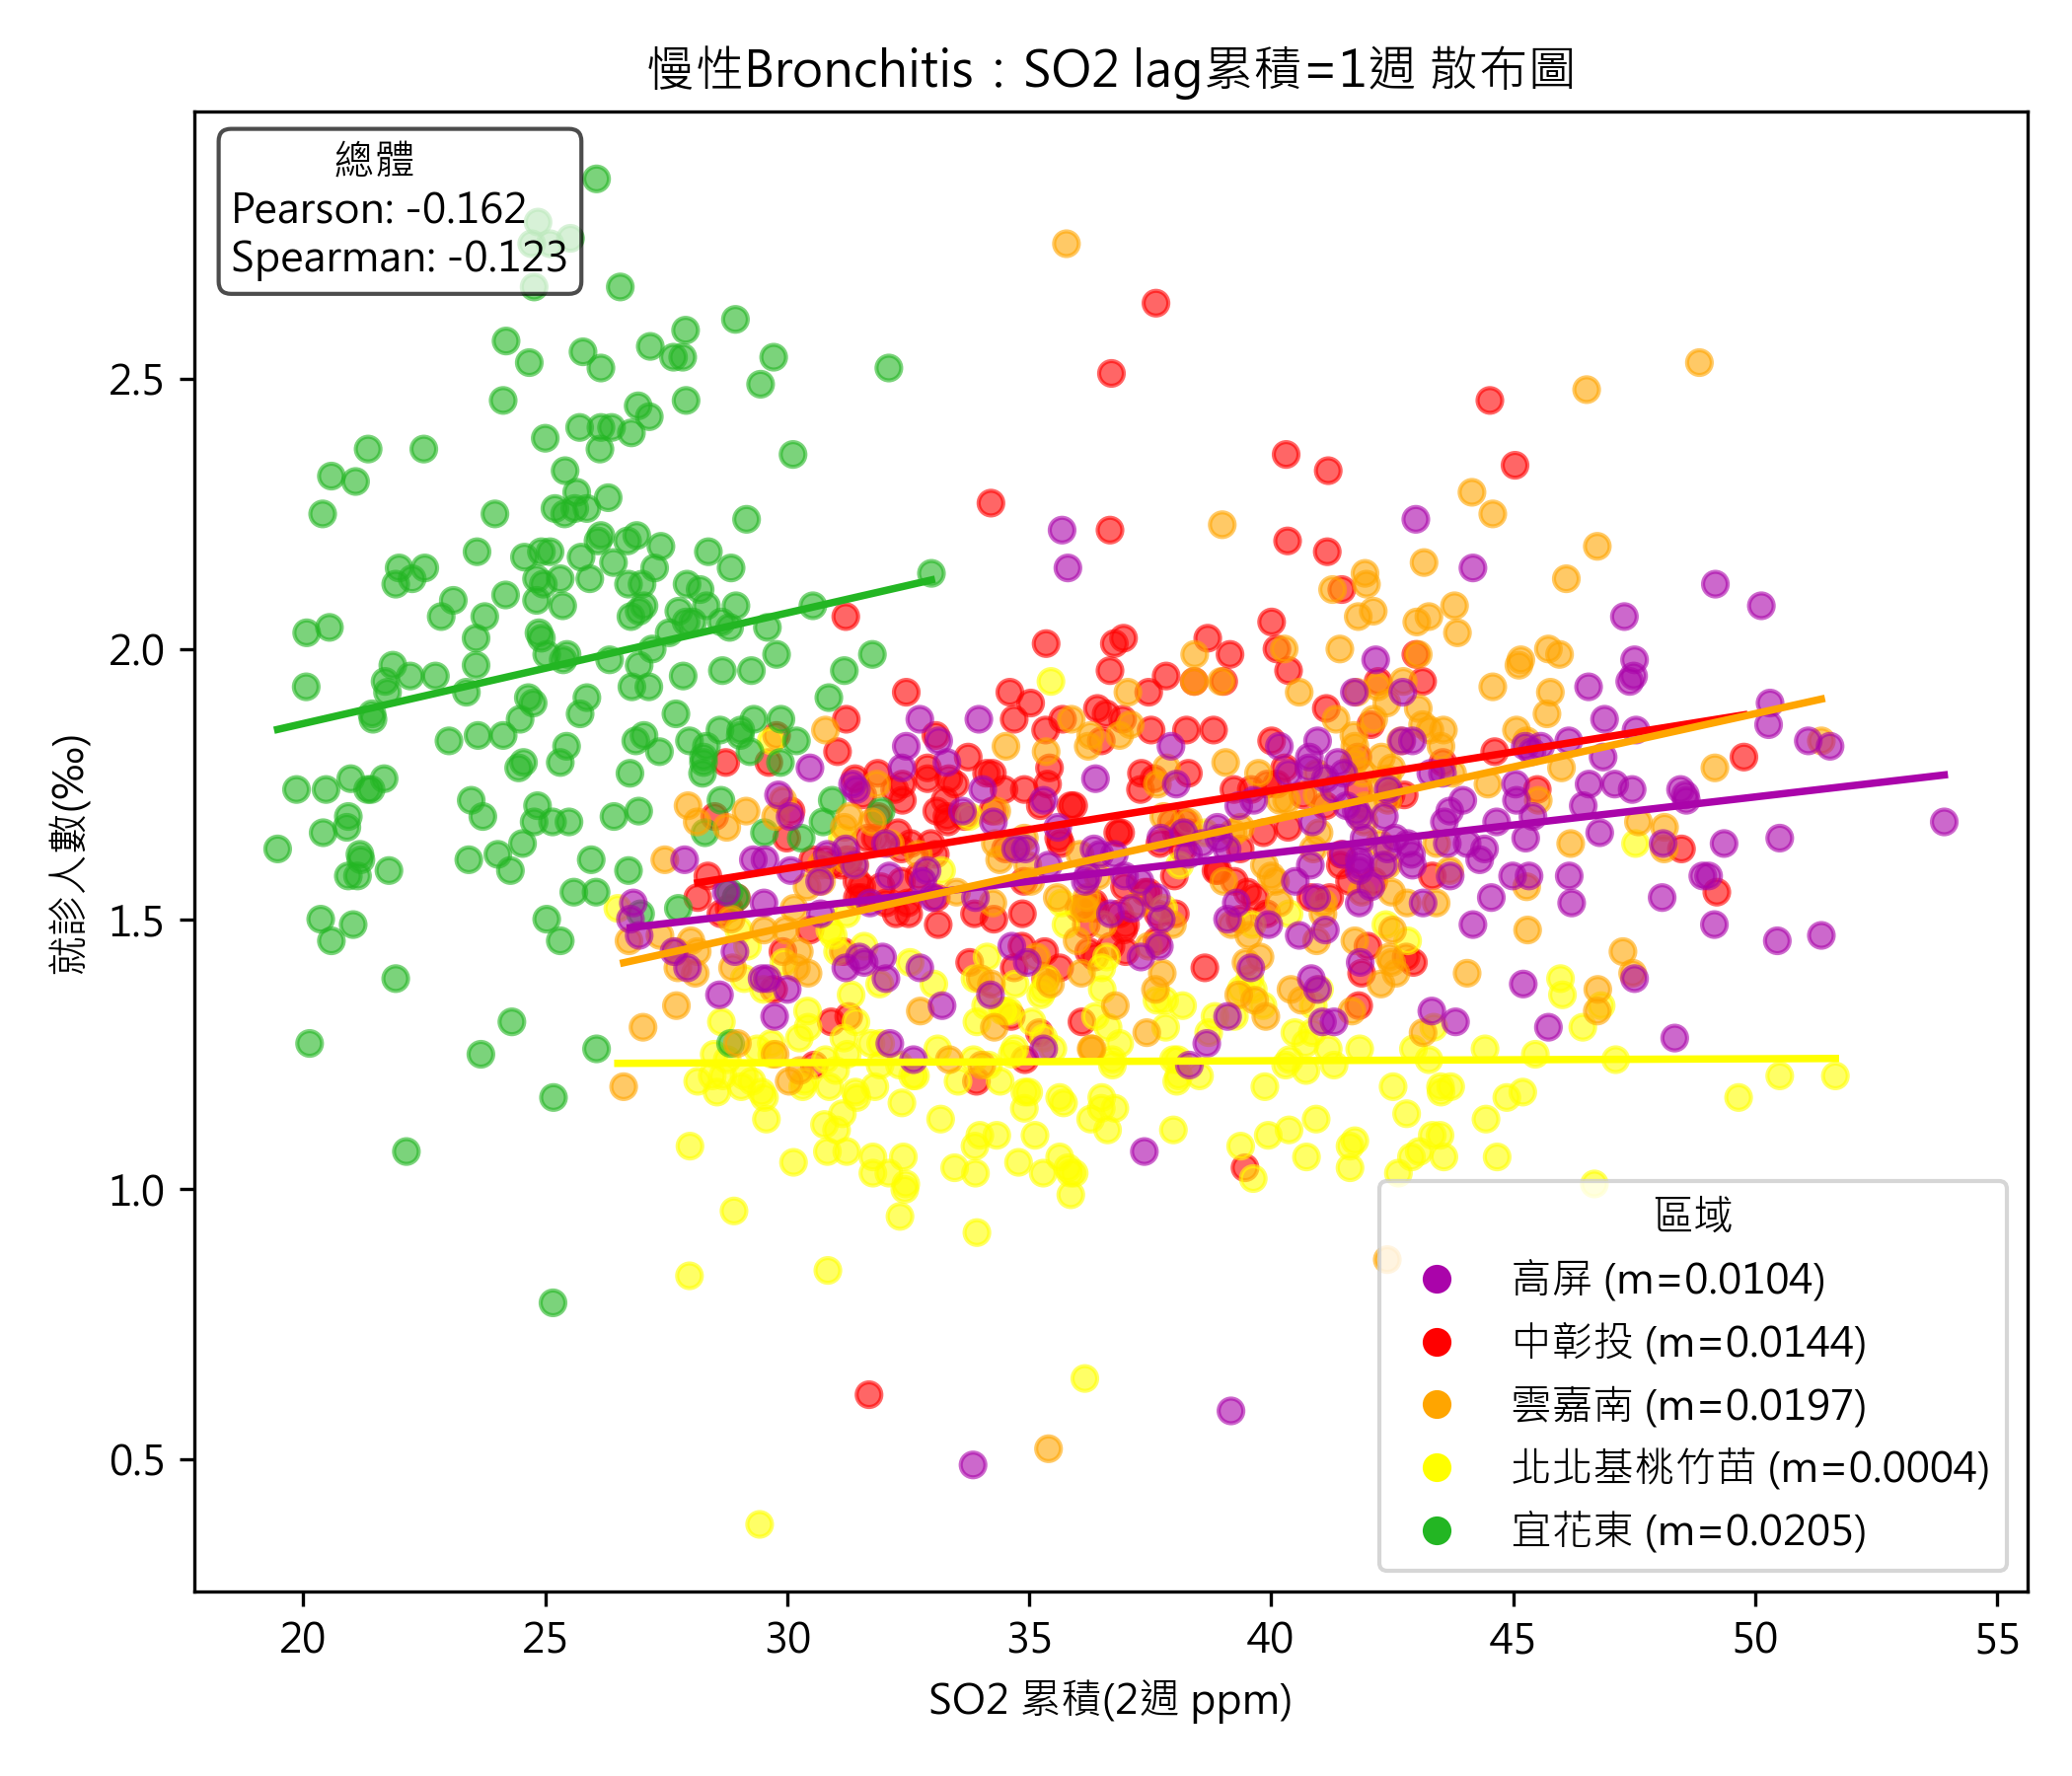 慢性Bronchitis：SO2 lag累積=1週 散布圖
總體
Pearson: -0.162
Spearman: -0.123
就診人數(‰)
2.5
2.0
1.5
1.0
0.5
區域
高屏 (m=0.0104)
中彰投 (m=0.0144)
雲嘉南 (m=0.0197)
北北基桃竹苗 (m=0.0004)
宜花東 (m=0.0205)
20 25 30 35 40 45 50 55
SO2 累積(2週 ppm)